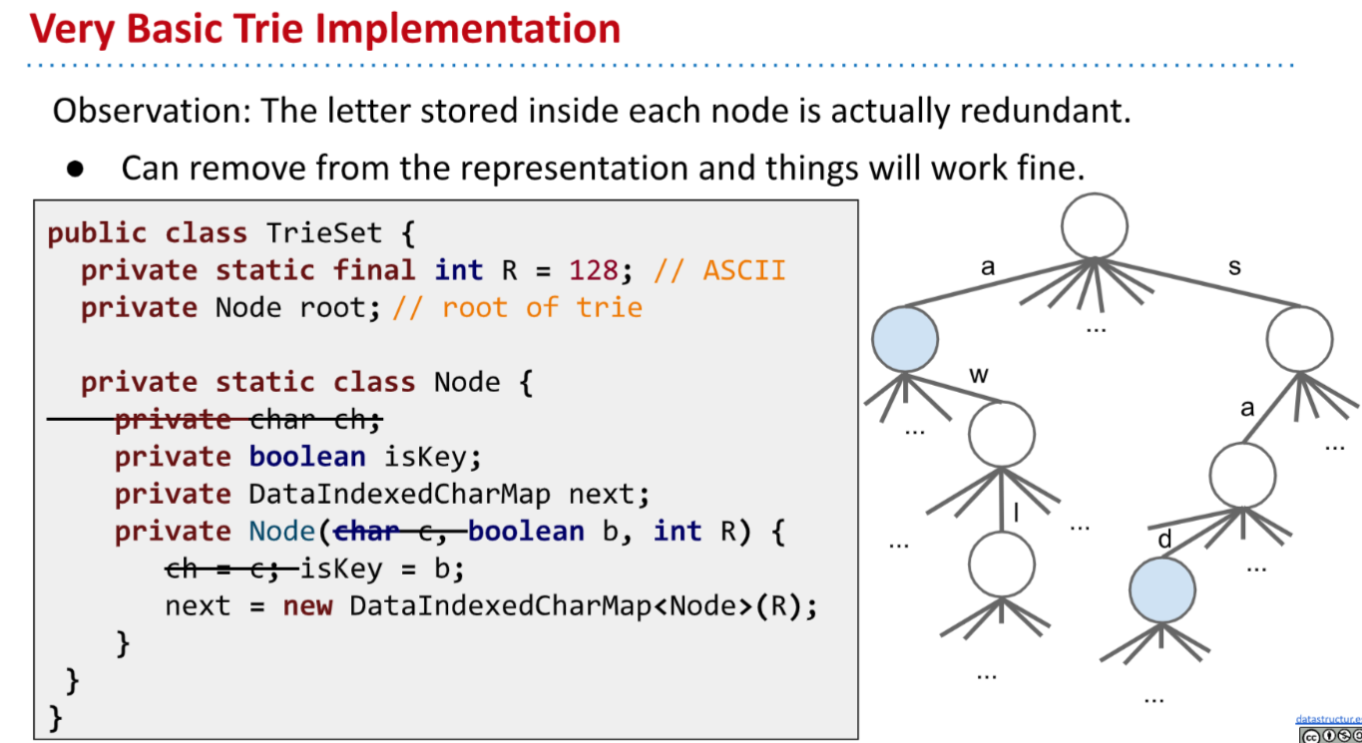 Very Basic Trie Implementation
Observation: The letter stored inside each node is actually redundant.
● Can remove from the representation and things will work fine.
public class TrieSet {
private static final int R = 128; // ASCII
private Node root; // root of trie
private static class Node {
private char ch;
private boolean isKey;
private DataIndexedCharMap next;
private Node(char c, boolean b, int R) {
ch = c; isKey = b;
next = new DataIndexedCharMap<Node>(R);
}
}
}
a
s
...
w
a
...
...
l
...
d
...
...
...
...
datastructur.e
cc